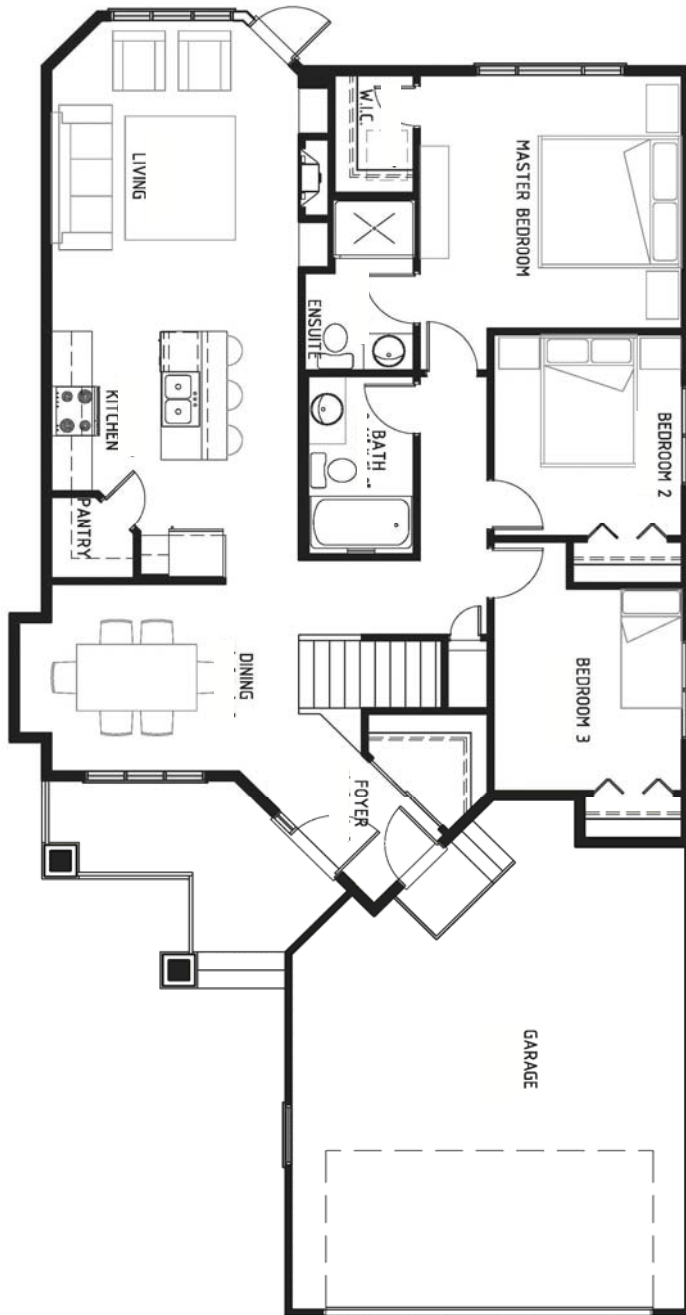 W.I.C.
MASTER BEDROOM
LIVING
ENSUITE
KITCHEN
BATH
BEDROOM 2
PANTRY
DINING
BEDROOM 3
FOYER
GARAGE